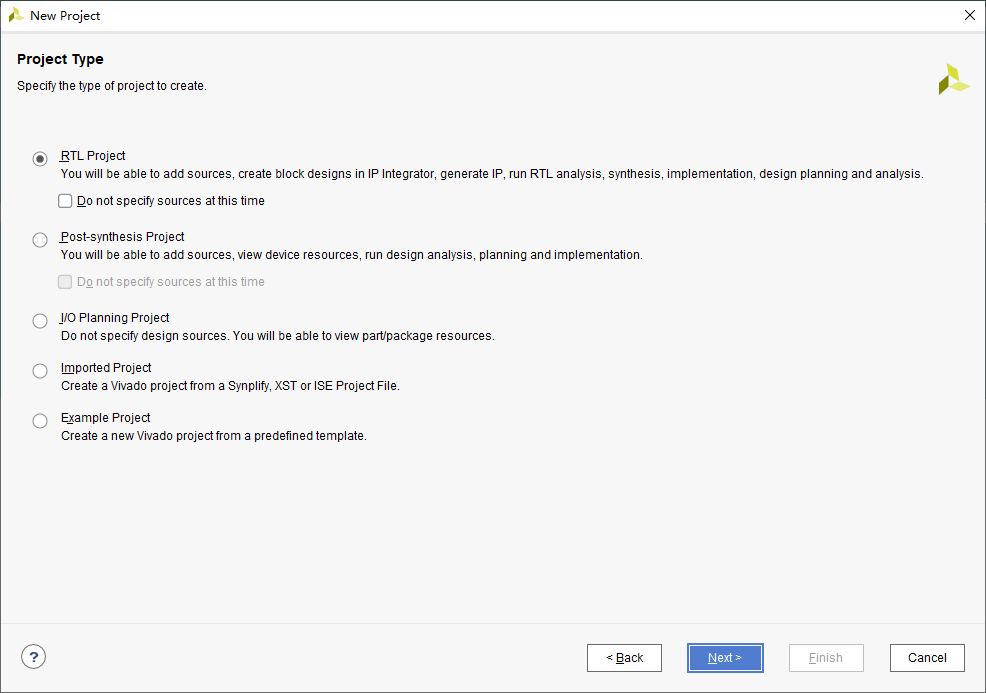 New Project
Project Type
Specify the type of project to create.
RTL Project
You will be able to add sources, create block designs in IP Integrator, generate IP, run RTL analysis, synthesis, implementation, design planning and analysis.
Do not specify sources at this time
Post-synthesis Project
You will be able to add sources, view device resources, run design analysis, planning and implementation.
Do not specify sources at this time
I/O Planning Project
Do not specify design sources. You will be able to view part/package resources.
Imported Project
Create a Vivado project from a Synplify, XST or ISE Project File.
Example Project
Create a new Vivado project from a predefined template.
?
< Back
Next >
Finish
Cancel